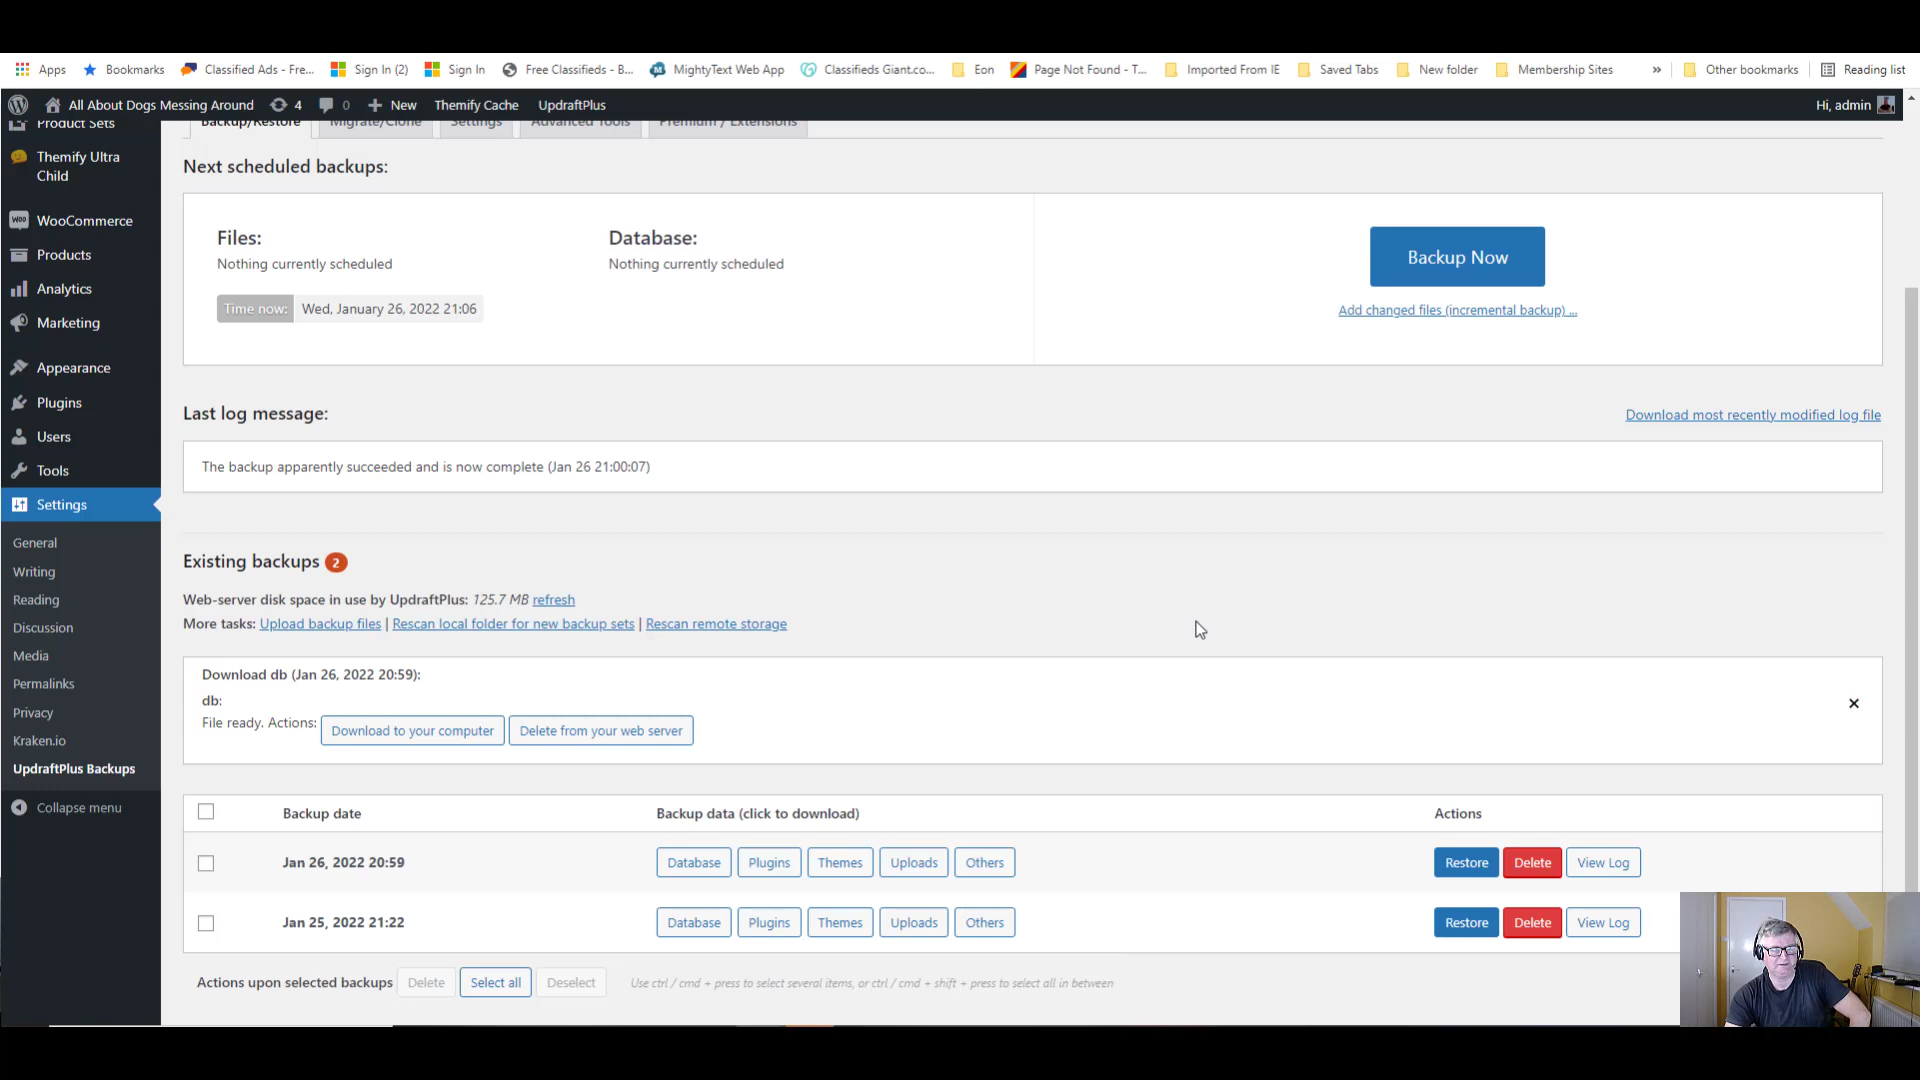 Apps
Bookmarks
Classified Ads - Fre...
Sign In (2)
Sign In
Free Classifieds - B...
MightyText Web App
Classifieds Giant.co...
Eon
Page Not Found - T...
Imported From IE
Saved Tabs
New folder
Membership Sites
»
Other bookmarks
Reading list
All About Dogs Messing Around
4
0
New
Themify Cache
UpdraftPlus
Hi, admin
Product Sets
Themify Ultra
Child
WooCommerce
Products
Analytics
Marketing
Appearance
Plugins
Users
Tools
Settings
General
Writing
Reading
Discussion
Media
Permalinks
Privacy
Kraken.io
UpdraftPlus Backups
Collapse menu
Backup/Restore
Migrate/Clone
Settings
Advanced Tools
Premium / Extensions
Next scheduled backups:
Files:
Nothing currently scheduled
Database:
Nothing currently scheduled
Time now: Wed, January 26, 2022 21:06
Backup Now
Add changed files (incremental backup) ...
Last log message:
Download most recently modified log file
The backup apparently succeeded and is now complete (Jan 26 21:00:07)
Existing backups 2
Web-server disk space in use by UpdraftPlus: 125.7 MB refresh
More tasks: Upload backup files | Rescan local folder for new backup sets | Rescan remote storage
Download db (Jan 26, 2022 20:59):
db:
File ready. Actions: Download to your computer Delete from your web server
×
Backup date Backup data (click to download) Actions
Jan 26, 2022 20:59 Database Plugins Themes Uploads Others Restore Delete View Log
Jan 25, 2022 21:22 Database Plugins Themes Uploads Others Restore Delete View Log
Actions upon selected backups Delete Select all Deselect Use ctrl / cmd + press to select several items, or ctrl / cmd + shift + press to select all in between